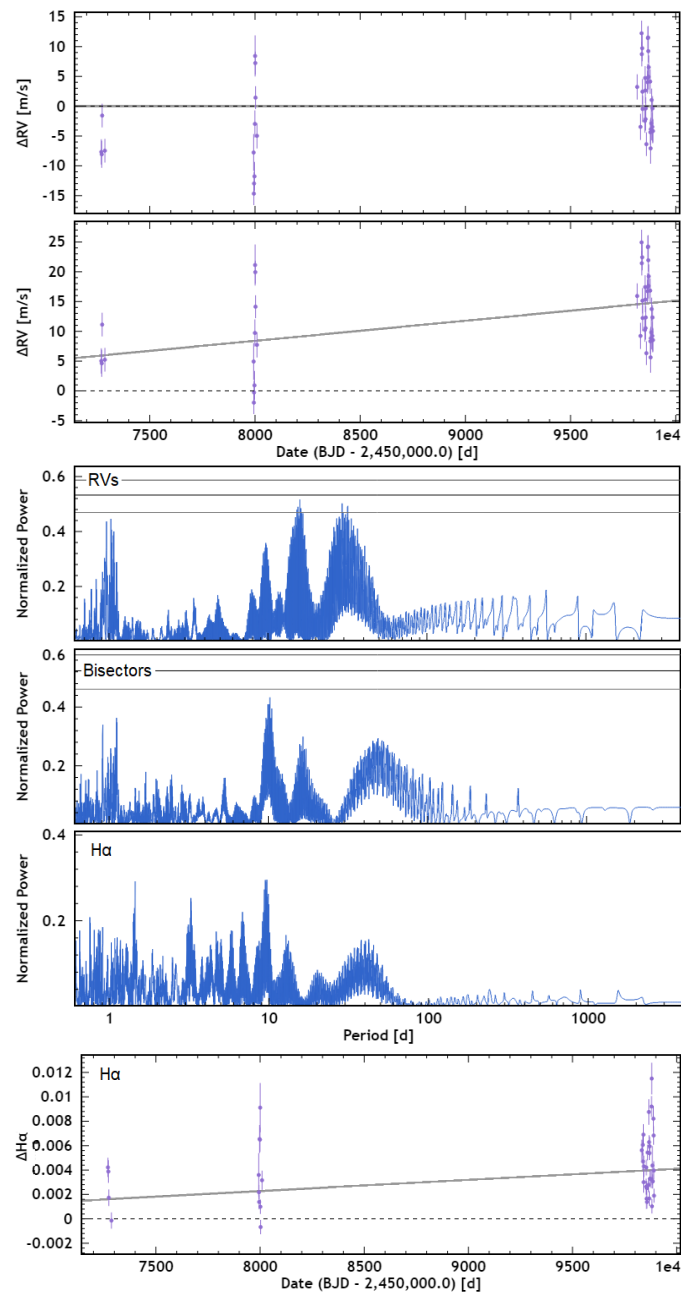 15
10
5
0
-5
-10
-15
ΔRV [m/s]
25
20
15
10
5
0
-5
ΔRV [m/s]
7500 8000 8500 9000 9500 1e4
Date (BJD - 2,450,000.0) [d]
RVs
0.6
0.4
0.2
Normalized Power
Bisectors
0.6
0.4
0.2
Normalized Power
Hα
0.4
0.2
Normalized Power
1 10 100 1000
Period [d]
Hα
0.012
0.01
0.008
0.006
0.004
0.002
0
-0.002
ΔHα
7500 8000 8500 9000 9500 1e4
Date (BJD - 2,450,000.0) [d]